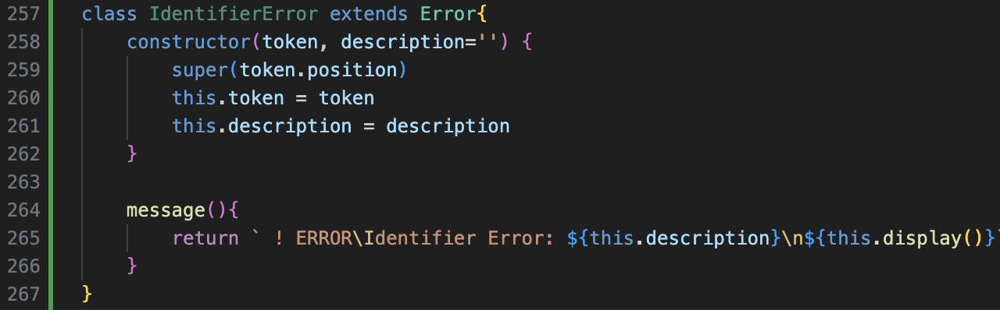 257 class IdentifierError extends Error{
258 constructor(token, description='') {
259 super(token.position)
260 this.token = token
261 this.description = description
262 }
263
264 message(){
265 return ` ! ERROR\Identifier Error: ${this.description}\n${this.display()}`
266 }
267 }